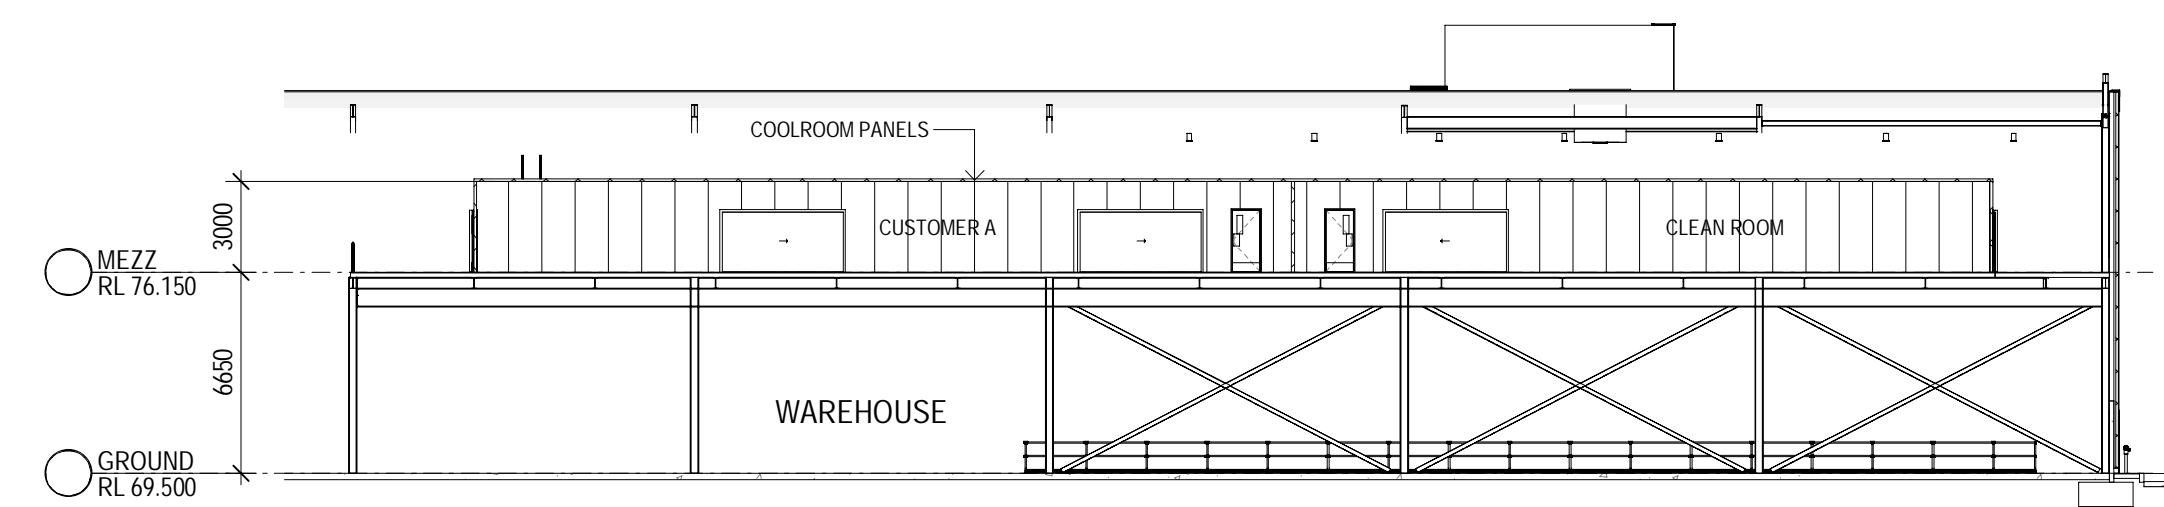 COOLROOM PANELS
3000
CUSTOMER A
CLEAN ROOM
MEZZ
RL 76.150
6650
WAREHOUSE
GROUND
RL 69.500